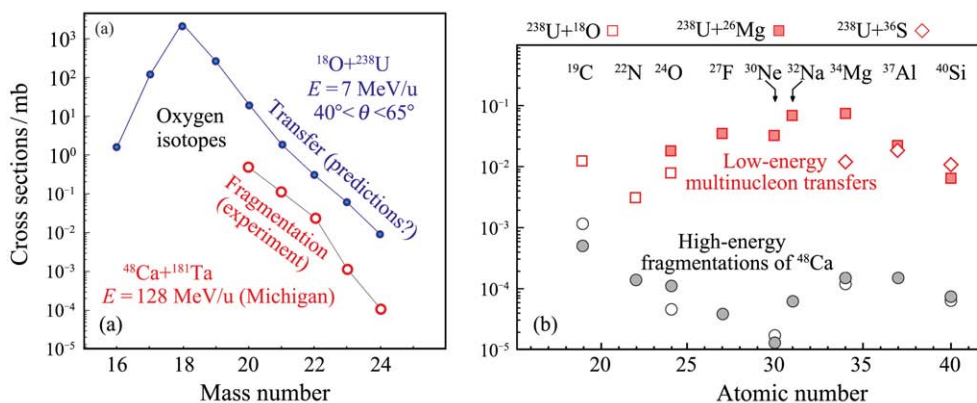 (a)
10³
10²
10¹
10⁰
10⁻¹
10⁻²
10⁻³
10⁻⁴
10⁻⁵
Cross sections / mb
¹⁸O+²³⁸U
E = 7 MeV/u
40°< θ <65°
Oxygen
isotopes
Transfer (predictions?)
Fragmentation
(experiment)
⁴⁸Ca+¹⁸¹Ta
E = 128 MeV/u (Michigan)
(a)
16 18 20 22 24
Mass number
²³⁸U+¹⁸O ²³⁸U+²⁶Mg ²³⁸U+³⁶S
¹⁹C ²²N ²⁴O ²⁷F ³⁰Ne ³²Na ³⁴Mg ³⁷Al ⁴⁰Si
10⁻¹
10⁻²
10⁻³
10⁻⁴
10⁻⁵
Low-energy
multinucleon transfers
High-energy
fragmentations of ⁴⁸Ca
(b)
20 25 30 35 40
Atomic number